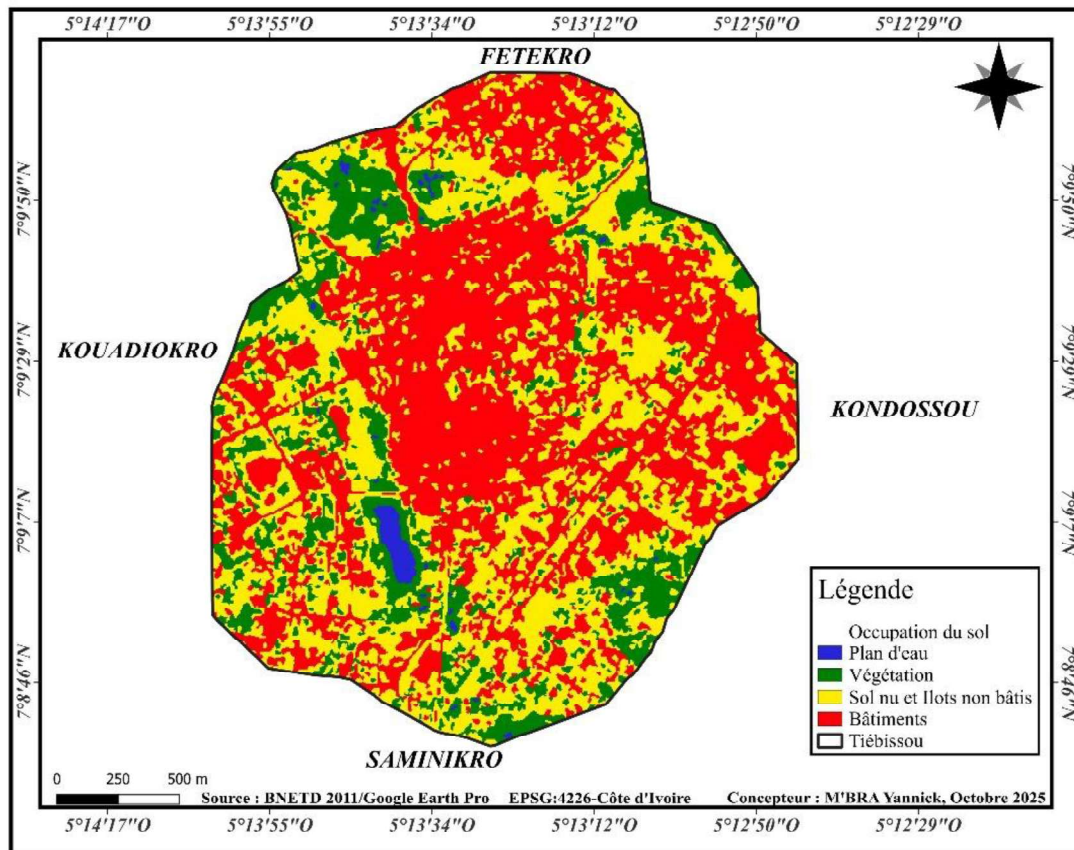 5°14'17"O 5°13'55"O 5°13'34"O 5°13'12"O 5°12'50"O 5°12'29"O
FETEKRO
7°9'50"N 7°9'50"N
KOUADIOKRO
7°9'29"N 7°9'29"N
KONDOSSOU
7°9'7"N 7°9'7"N
Légende
Occupation du sol
Plan d'eau
Végétation
Sol nu et Ilots non bâtis
Bâtiments
Tiébissou
7°8'46"N 7°8'46"N
SAMINIKRO
0 250 500 m
Source : BNETD 2011/Google Earth Pro EPSG:4226-Côte d'Ivoire Concepteur : M'BRA Yannick, Octobre 2025
5°14'17"O 5°13'55"O 5°13'34"O 5°13'12"O 5°12'50"O 5°12'29"O